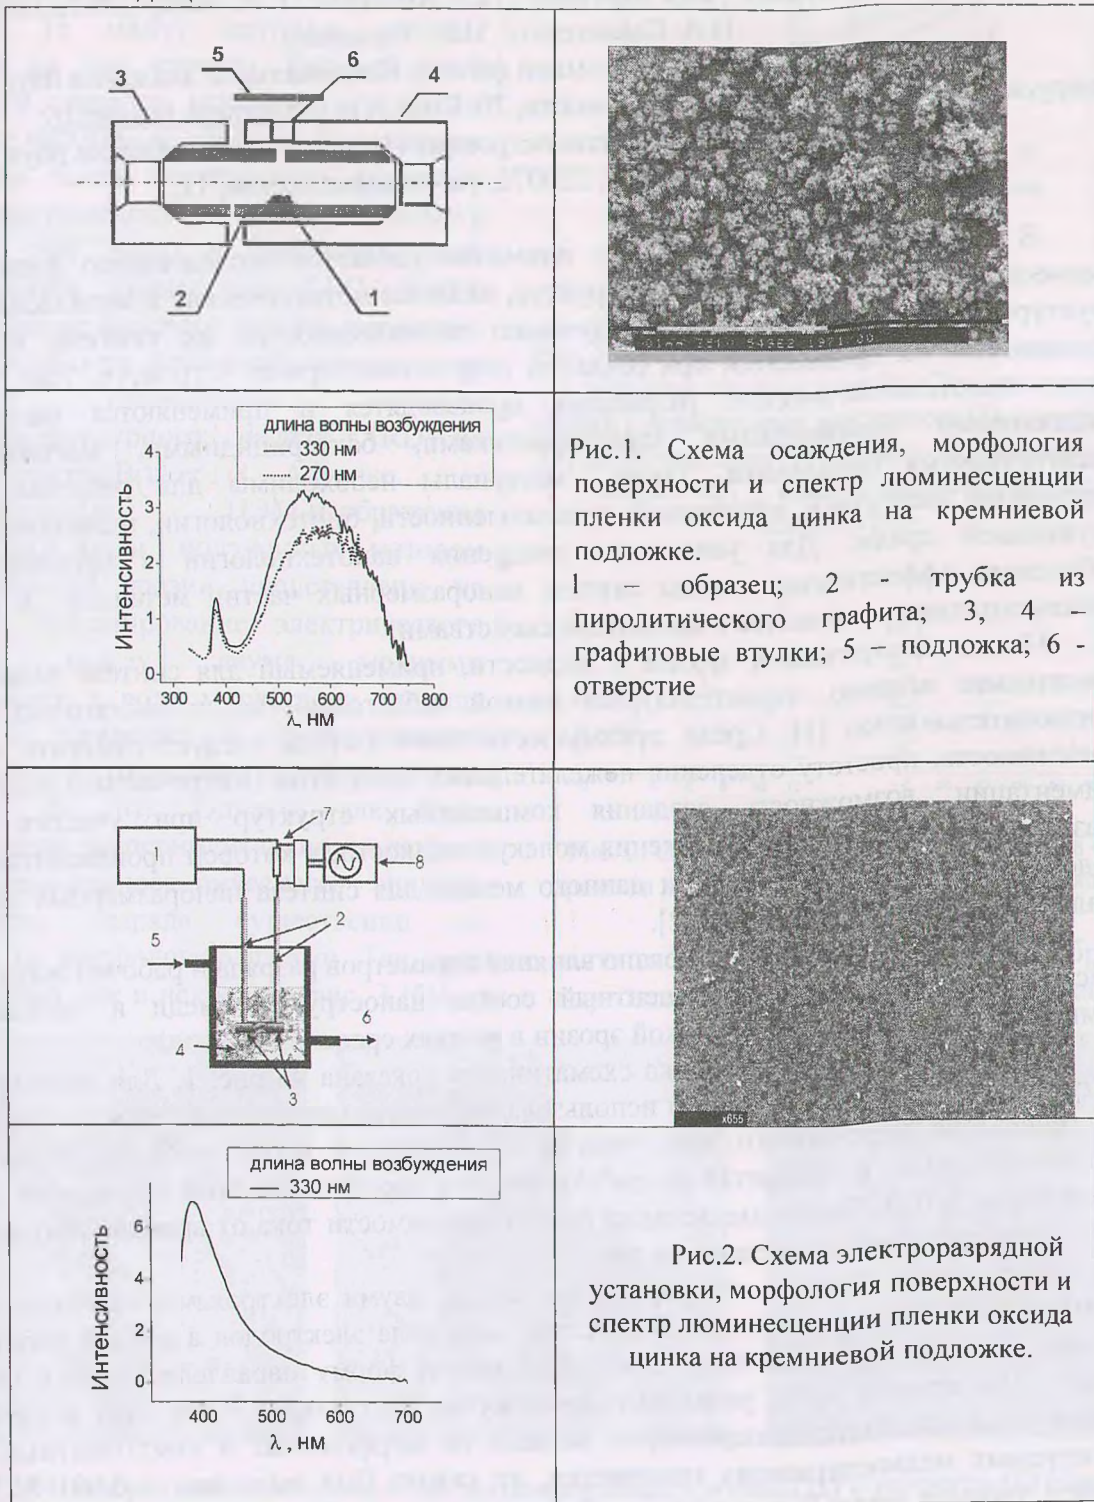 5 6
3 4
2 1
длина волны возбуждения
330 нм
270 нм
Интенсивность
4
3
2
1
0
300 400 500 600 700 800
λ, нм
Рис.1. Схема осаждения, морфология
поверхности и спектр люминесценции
пленки оксида цинка на кремниевой
подложке.
1 – образец; 2 - трубка из
пиролитического графита; 3, 4 –
графитовые втулки; 5 – подложка; 6 -
отверстие
7
1
8
2
5
6
4
3
x655
длина волны возбуждения
330 нм
Интенсивность
6
4
2
0
400 500 600 700
λ , нм
Рис.2. Схема электроразрядной
установки, морфология поверхности и
спектр люминесценции пленки оксида
цинка на кремниевой подложке.